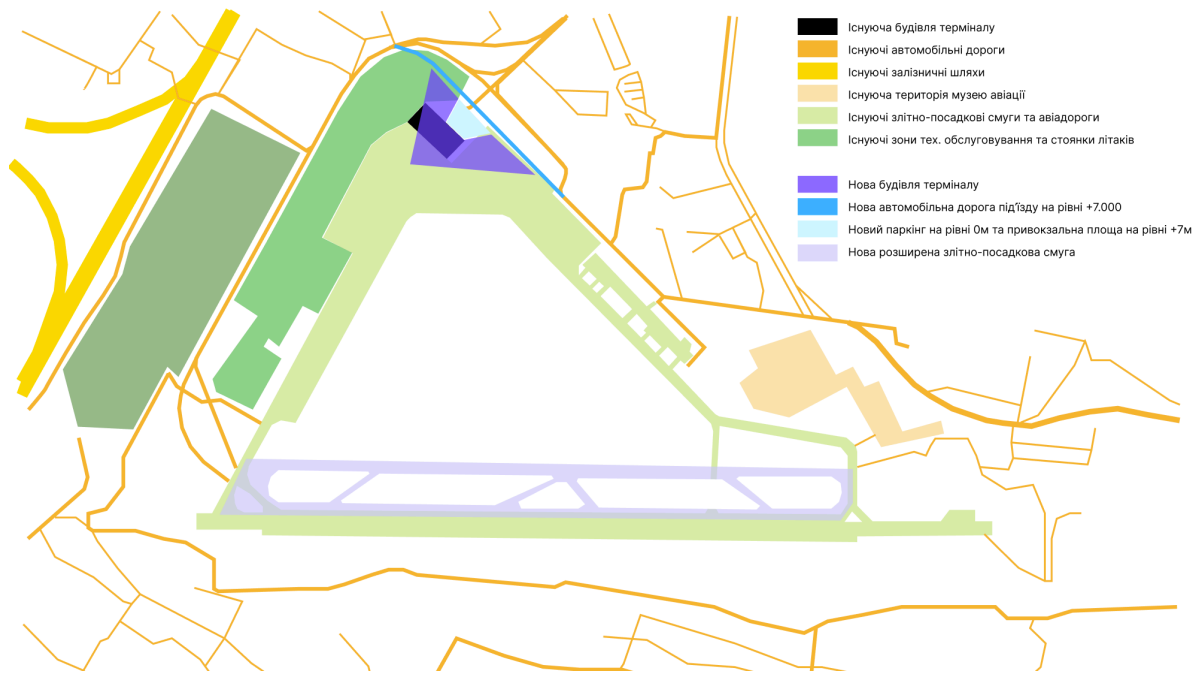 Існуюча будівля терміналу
Існуючі автомобільні дороги
Існуючі залізничні шляхи
Існуюча територія музею авіації
Існуючі злітно-посадкові смуги та авіадороги
Існуючі зони тех. обслуговування та стоянки літаків
Нова будівля терміналу
Нова автомобільна дорога під'їзду на рівні +7.000
Новий паркінг на рівні 0м та привокзальна площа на рівні +7м
Нова розширена злітно-посадкова смуга